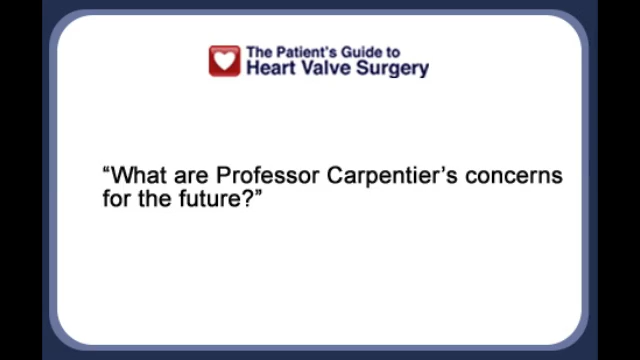 The Patient's Guide to
Heart Valve Surgery
“What are Professor Carpentier's concerns
for the future?”